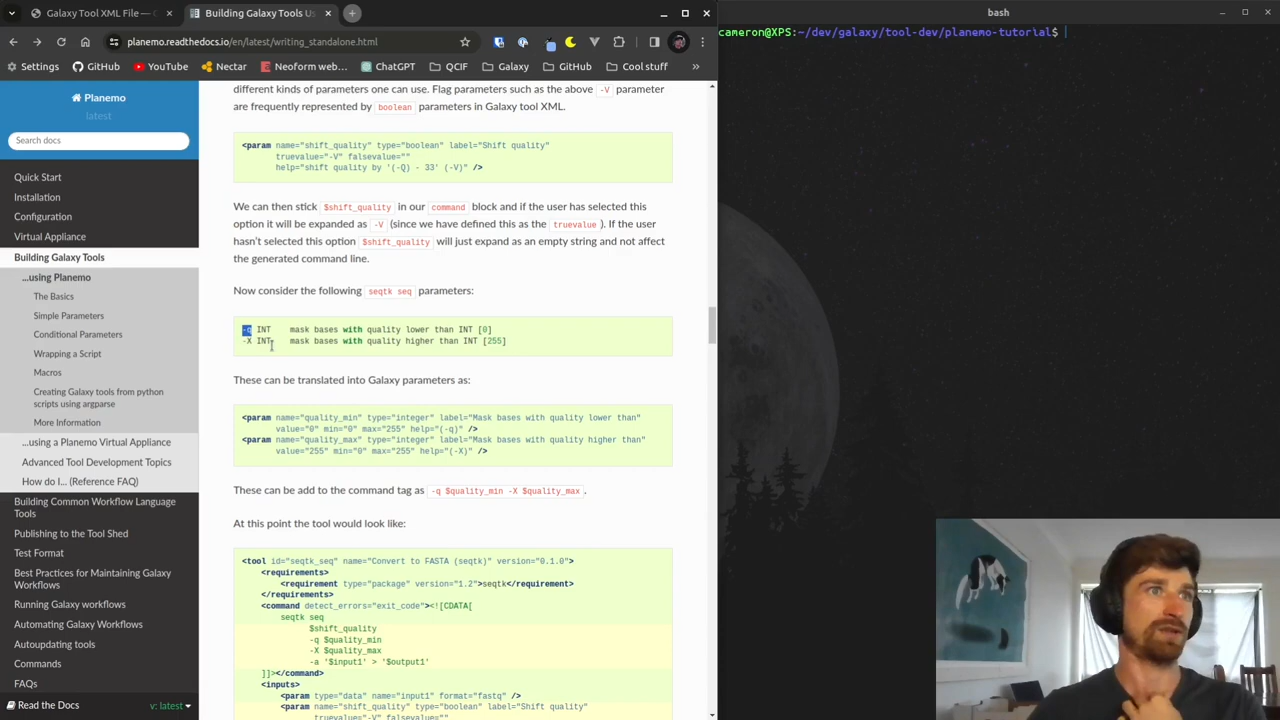 Galaxy Tool XML File —
Building Galaxy Tools Us
bash
planemo.readthedocs.io/en/latest/writing_standalone.html
cameron@XPS:~/dev/galaxy/tool-dev/planemo-tutorial$
Settings
GitHub
YouTube
Nectar
Neoform web...
ChatGPT
QCIF
Galaxy
GitHub
Cool stuff
»
Planemo
latest
Search docs
Quick Start
Installation
Configuration
Virtual Appliance
Building Galaxy Tools
...using Planemo
The Basics
Simple Parameters
Conditional Parameters
Wrapping a Script
Macros
Creating Galaxy tools from python
scripts using argparse
More Information
...using a Planemo Virtual Appliance
Advanced Tool Development Topics
How do I... (Reference FAQ)
Building Common Workflow Language
Tools
Publishing to the Tool Shed
Test Format
Best Practices for Maintaining Galaxy
Workflows
Running Galaxy workflows
Automating Galaxy Workflows
Autoupdating tools
Commands
FAQs
Read the Docs
v: latest
different kinds of parameters one can use. Flag parameters such as the above -V parameter
are frequently represented by boolean parameters in Galaxy tool XML.
<param name="shift_quality" type="boolean" label="Shift quality"
truevalue="-V" falsevalue=""
help="shift quality by '(-Q) - 33' (-V)" />
We can then stick $shift_quality in our command block and if the user has selected this
option it will be expanded as -V (since we have defined this as the truevalue ). If the user
hasn't selected this option $shift_quality will just expand as an empty string and not affect
the generated command line.
Now consider the following seqtk seq parameters:
-q INT mask bases with quality lower than INT [0]
-X INT mask bases with quality higher than INT [255]
These can be translated into Galaxy parameters as:
<param name="quality_min" type="integer" label="Mask bases with quality lower than"
value="0" min="0" max="255" help="(-q)" />
<param name="quality_max" type="integer" label="Mask bases with quality higher than"
value="255" min="0" max="255" help="(-X)" />
These can be add to the command tag as -q $quality_min -X $quality_max .
At this point the tool would look like:
<tool id="seqtk_seq" name="Convert to FASTA (seqtk)" version="0.1.0">
<requirements>
<requirement type="package" version="1.2">seqtk</requirement>
</requirements>
<command detect_errors="exit_code"><![CDATA[
seqtk seq
$shift_quality
-q $quality_min
-X $quality_max
-a '$input1' > '$output1'
]]></command>
<inputs>
<param type="data" name="input1" format="fastq" />
<param name="shift_quality" type="boolean" label="Shift quality"
truevalue="-V" falsevalue=""